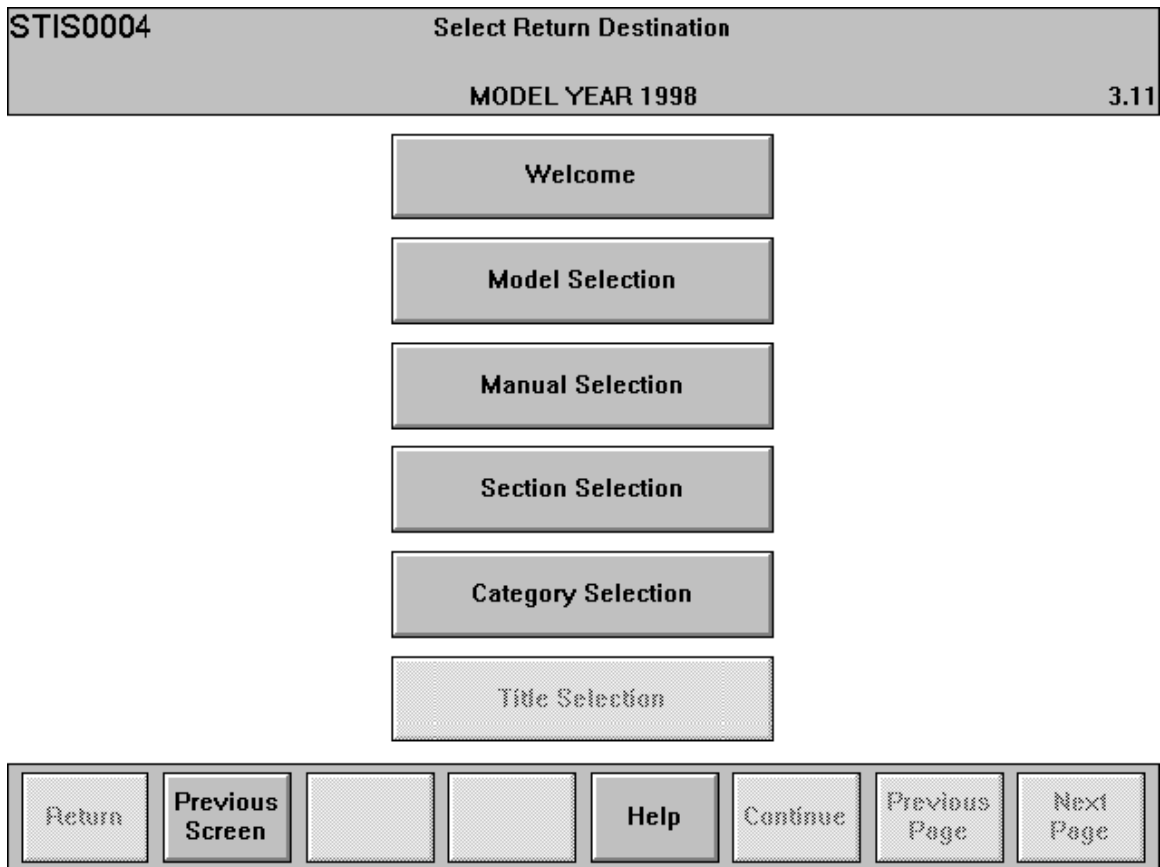 STIS0004
Select Return Destination
MODEL YEAR 1998
3.11
Welcome
Model Selection
Manual Selection
Section Selection
Category Selection
Title Selection
Return
Previous
Screen
Help
Continue
Previous
Page
Next
Page